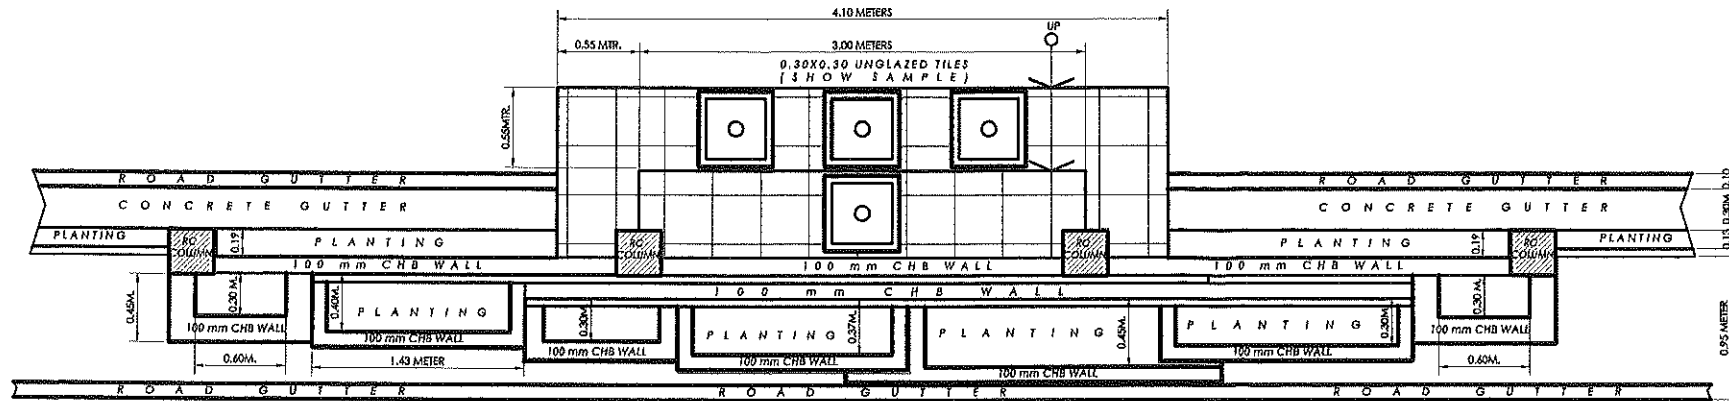 4.10 METERS
UP
0.55 MTR.
3.00 METERS
0.30X0.30 UNGLAZED TILES
( SHOW SAMPLE )
0.55MTR.
ROAD GUTTER
ROAD GUTTER
0.10
CONCRETE GUTTER
CONCRETE GUTTER
0.30M.
PLANTING
RC COLUMN
0.19
PLANTING
RC COLUMN
RC COLUMN
PLANTING
0.19
RC COLUMN
PLANTING
100 mm CHB WALL
100 mm CHB WALL
100 mm CHB WALL
0.45M.
0.30 M.
0.40M.
PLANTING
100 mm CHB WALL
0.30M.
PLANTING
0.37M.
PLANTING
0.45M.
PLANTING
0.30M.
0.30 M.
100 mm CHB WALL
100 mm CHB WALL
100 mm CHB WALL
100 mm CHB WALL
100 mm CHB WALL
100 mm CHB WALL
100 mm CHB WALL
0.95 METER
0.60M.
1.43 METER
0.60M.
ROAD GUTTER
ROAD GUTTER
ROAD GUTTER